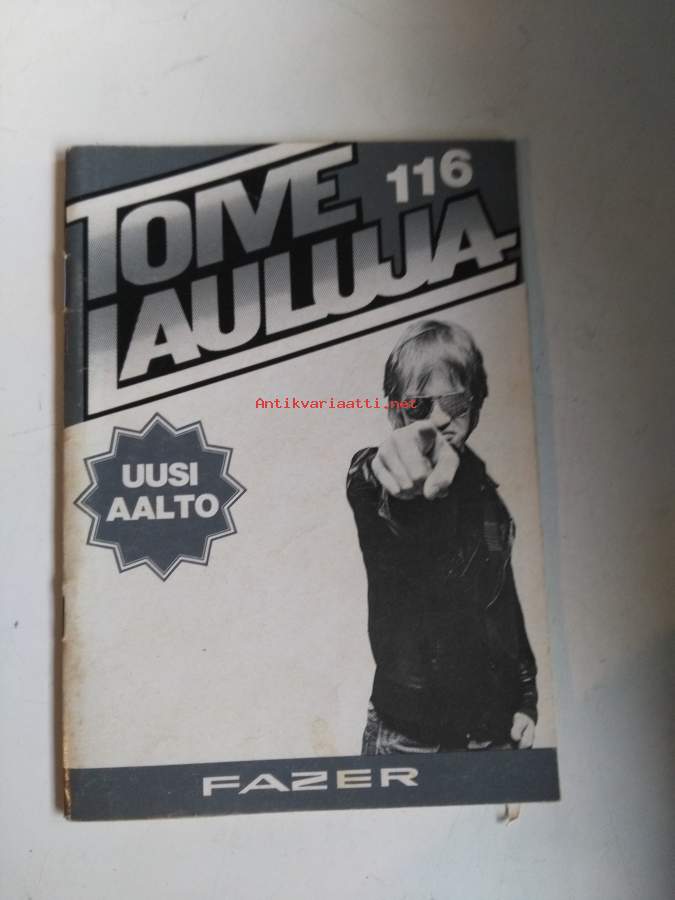 TOIVE 116
LAULUJA
Antikvariaatti.net
UUSI
AALTO
FAZER